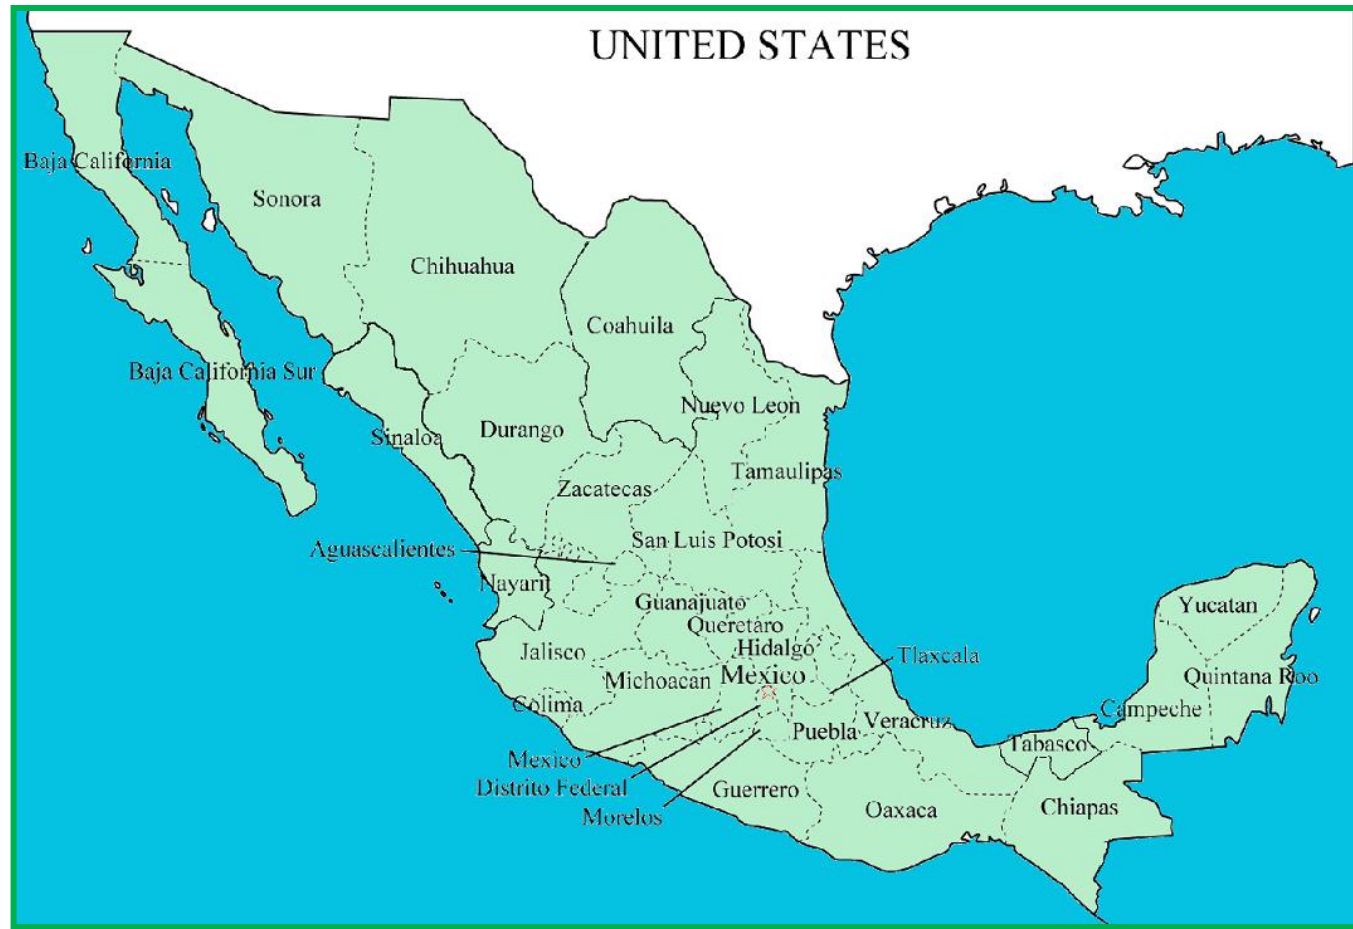 UNITED STATES
Baja California
Sonora
Chihuahua
Coahuila
Baja California Sur
Nuevo Leon
Durango
Sinaloa
Tamaulipas
Zacatecas
San Luis Potosi
Aguascalientes
Nayarit
Guanajuato
Yucatan
Queretaro
Hidalgo
Jalisco
Tlaxcala
Mexico
Michoacan
Quintana Roo
Colima
Campeche
Veracruz
Puebla
Tabasco
Mexico
Distrito Federal
Guerrero
Morelos
Oaxaca
Chiapas